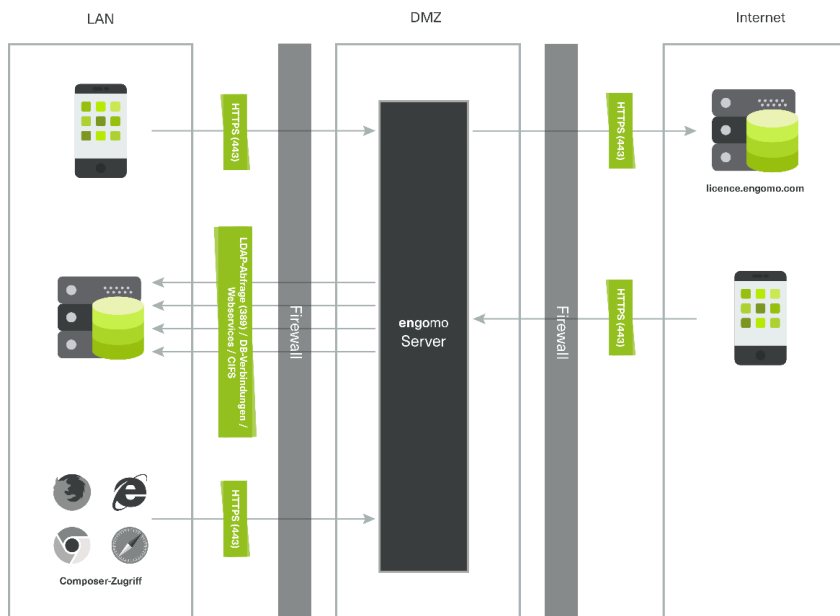 LAN
DMZ
Internet
HTTPS (443)
HTTPS (443)
licence.engomo.com
LDAP-Abfrage (389) / DB-Verbindungen /
Webservices / CIFS
Firewall
engomo
Server
Firewall
HTTPS (443)
HTTPS (443)
Composer-Zugriff